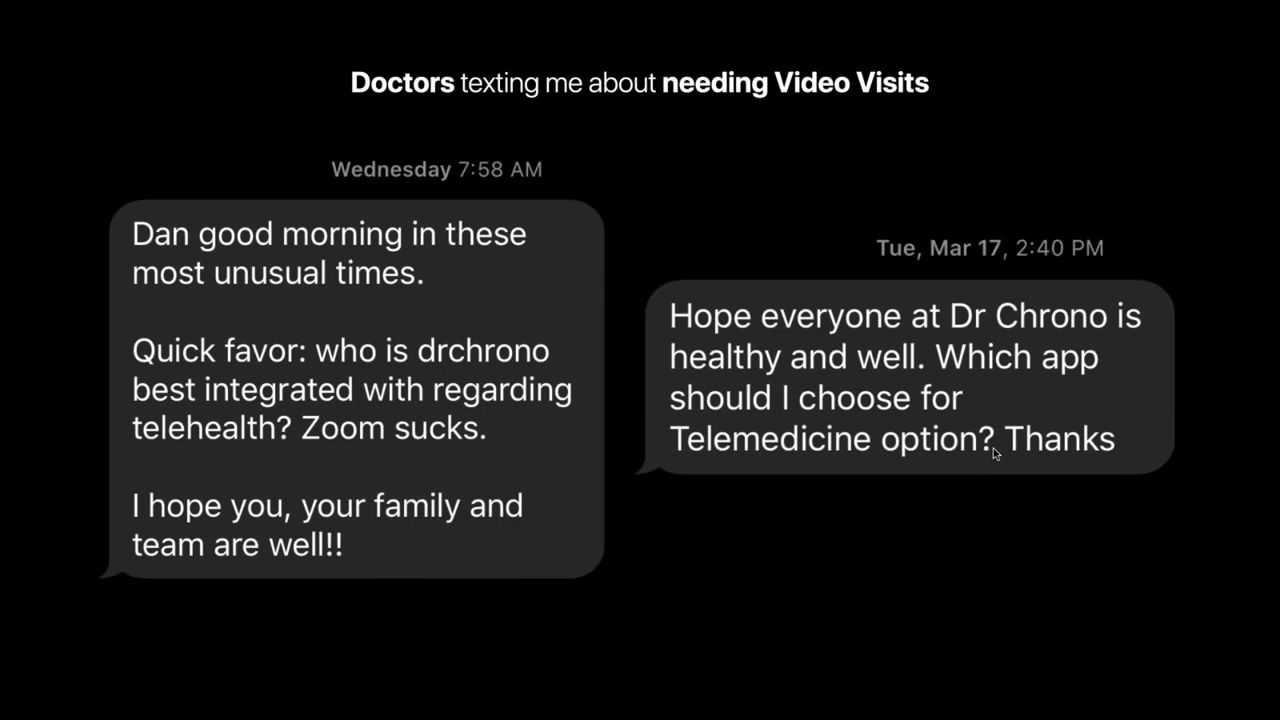 Doctors texting me about needing Video Visits
Wednesday 7:58 AM
Dan good morning in these
most unusual times.
Quick favor: who is drchrono
best integrated with regarding
telehealth? Zoom sucks.
I hope you, your family and
team are well!!
Tue, Mar 17, 2:40 PM
Hope everyone at Dr Chrono is
healthy and well. Which app
should I choose for
Telemedicine option? Thanks